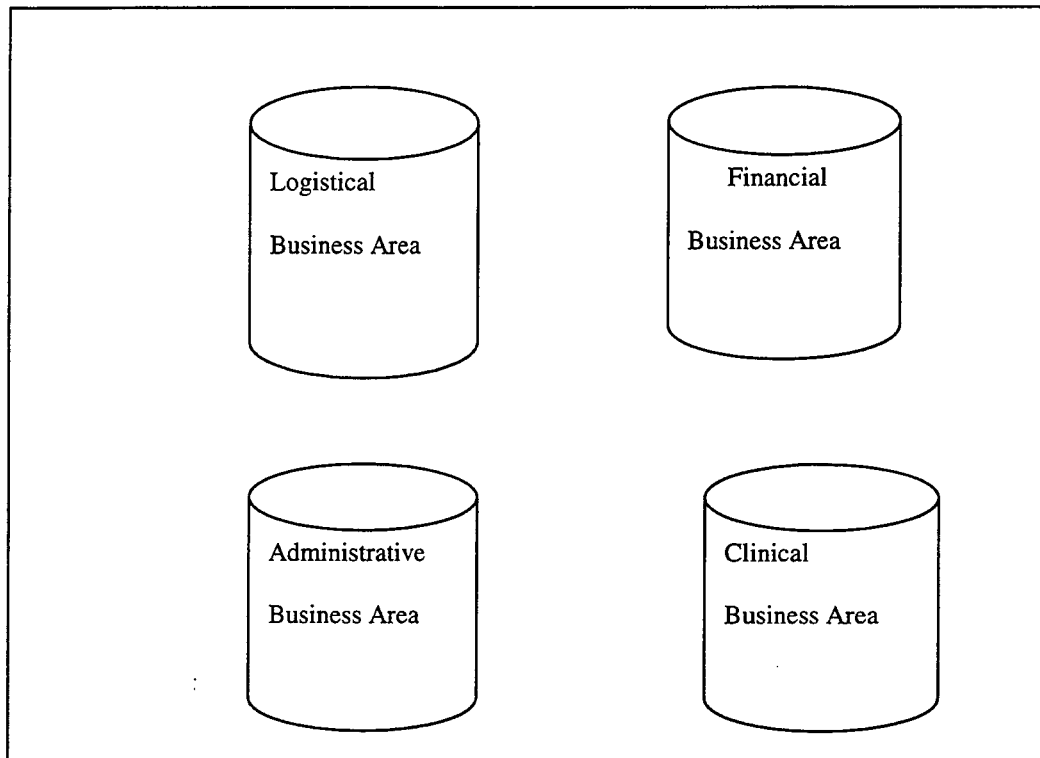 Logistical
Business Area
Financial
Business Area
Administrative
Business Area
Clinical
Business Area